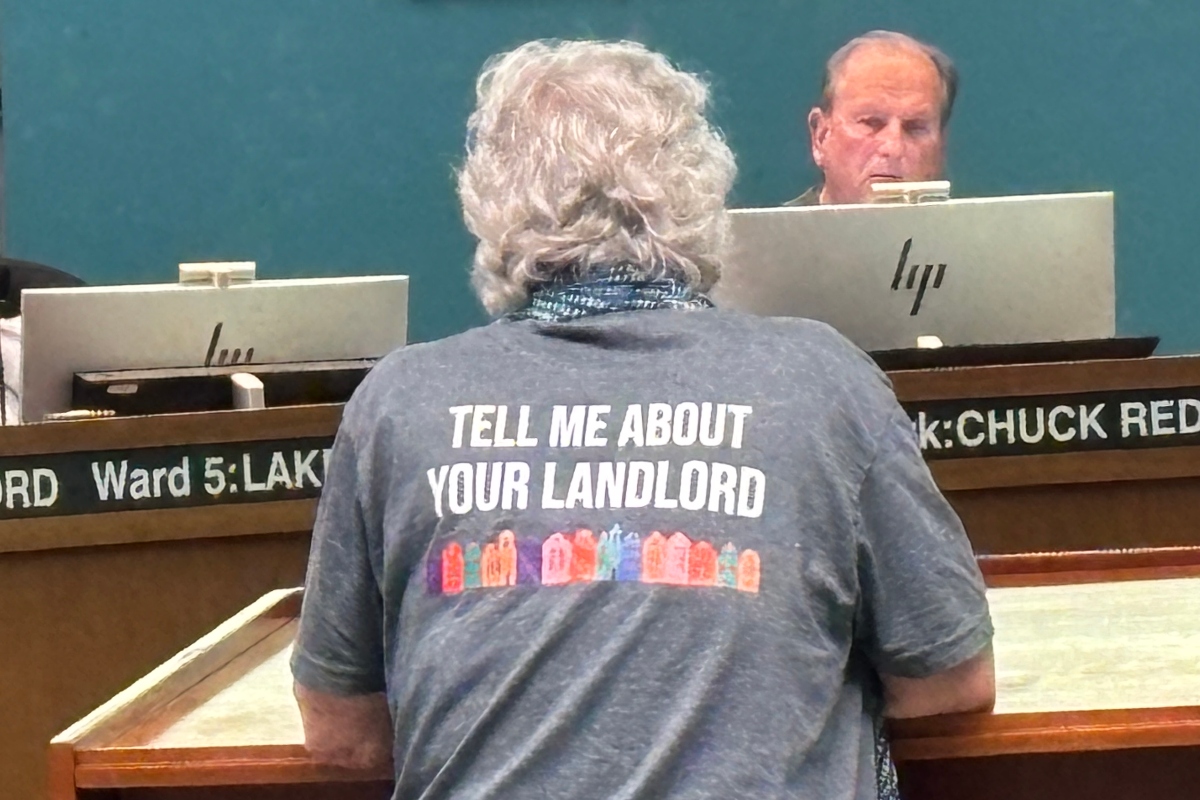 hp
hp
TELL ME ABOUT
YOUR LANDLORD
ORD Ward 5:LAK
k:CHUCK RED